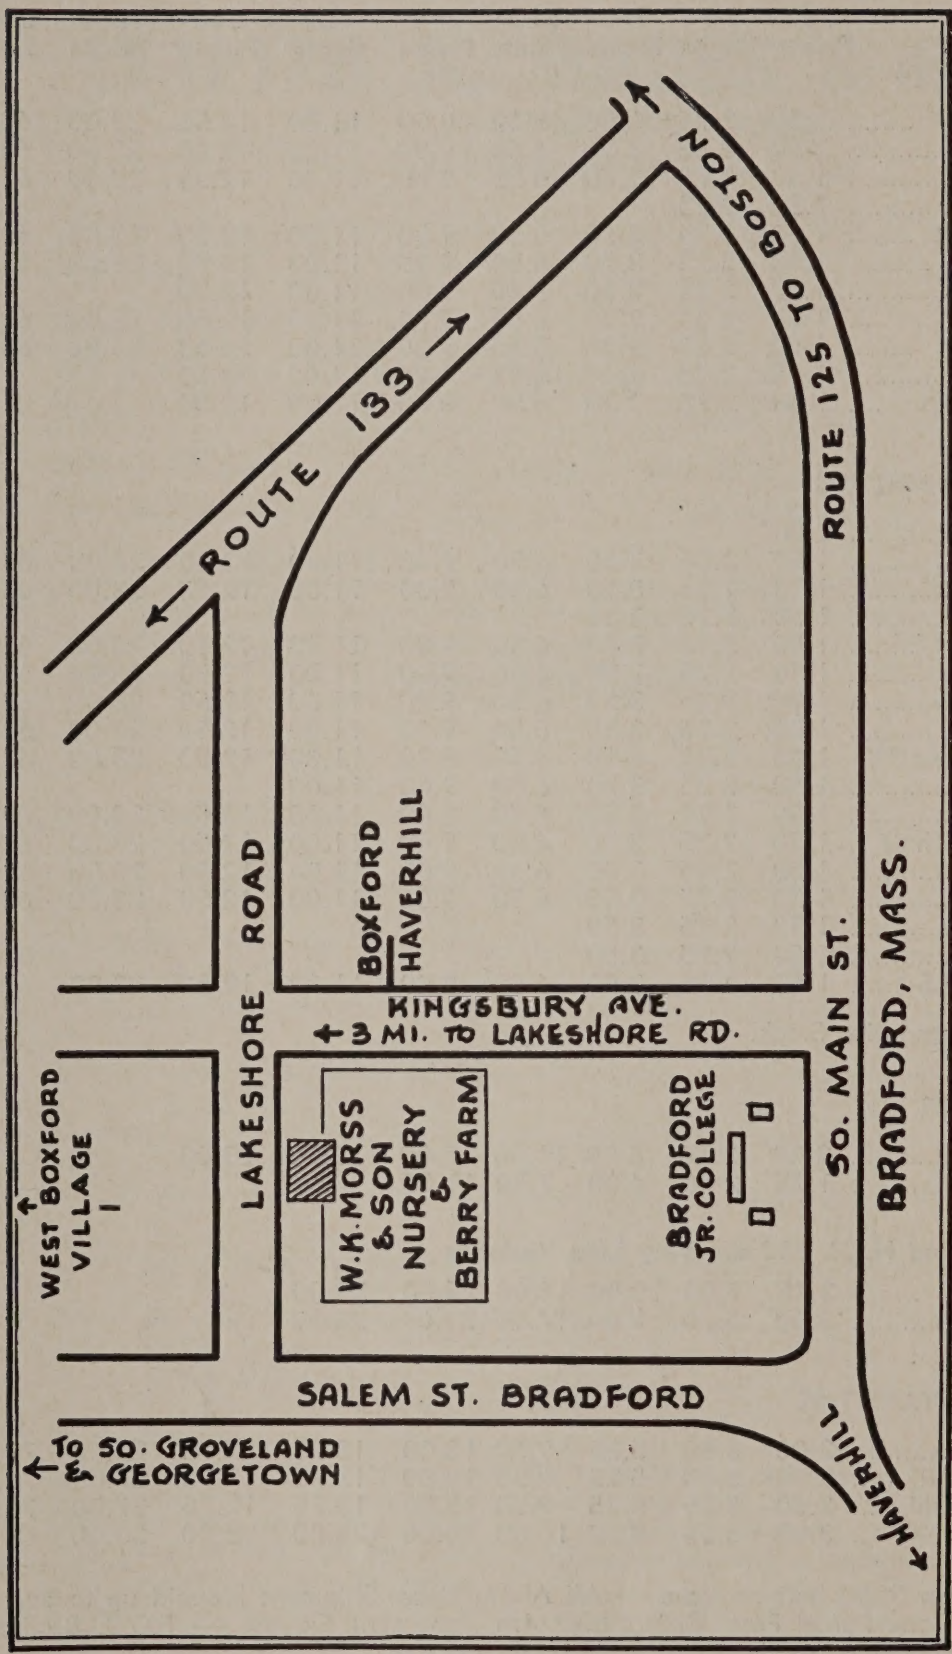 ROUTE 125 TO BOSTON
ROUTE 133
LAKESHORE ROAD
BOXFORD
HAVERHILL
KINGSBURY AVE.
3 MI. TO LAKESHORE RD.
SO. MAIN ST.
BRADFORD, MASS.
WEST BOXFORD
VILLAGE
W.K. MORSS
& SON
NURSERY
&
BERRY FARM
BRADFORD
JR. COLLEGE
SALEM ST. BRADFORD
TO SO. GROVELAND
& GEORGETOWN
HAVERHILL
HAVERHILL